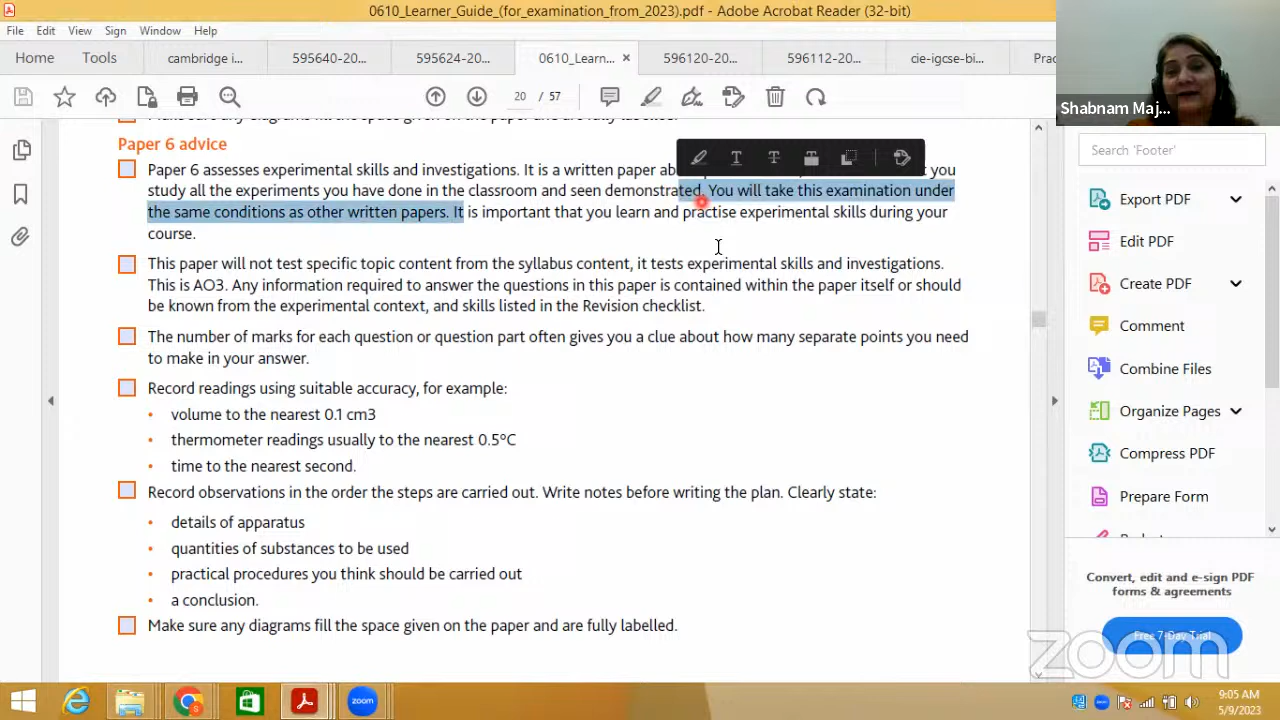 0610_Learner_Guide_(for_examination_from_2023).pdf - Adobe Acrobat Reader (32-bit)
File Edit View Sign Window Help
Home Tools cambridge i... 595640-20... 595624-20... 0610_Learn... × 596120-20... 596112-20... cie-igcse-bi... Prac
20 / 57
Shabnam Maj...
Search 'Footer'
Paper 6 advice
Paper 6 assesses experimental skills and investigations. It is a written paper you
study all the experiments you have done in the classroom and seen demonstrated. You will take this examination under
the same conditions as other written papers. It is important that you learn and practise experimental skills during your
course.
This paper will not test specific topic content from the syllabus content, it tests experimental skills and investigations.
This is AO3. Any information required to answer the questions in this paper is contained within the paper itself or should
be known from the experimental context, and skills listed in the Revision checklist.
The number of marks for each question or question part often gives you a clue about how many separate points you need
to make in your answer.
Record readings using suitable accuracy, for example:
• volume to the nearest 0.1 cm3
• thermometer readings usually to the nearest 0.5°C
• time to the nearest second.
Record observations in the order the steps are carried out. Write notes before writing the plan. Clearly state:
• details of apparatus
• quantities of substances to be used
• practical procedures you think should be carried out
• a conclusion.
Make sure any diagrams fill the space given on the paper and are fully labelled.
Export PDF
Edit PDF
Create PDF
Comment
Combine Files
Organize Pages
Compress PDF
Prepare Form
Convert, edit and e-sign PDF
forms & agreements
Free 7-Day Trial
zoom
zoom
9:05 AM
5/9/2023